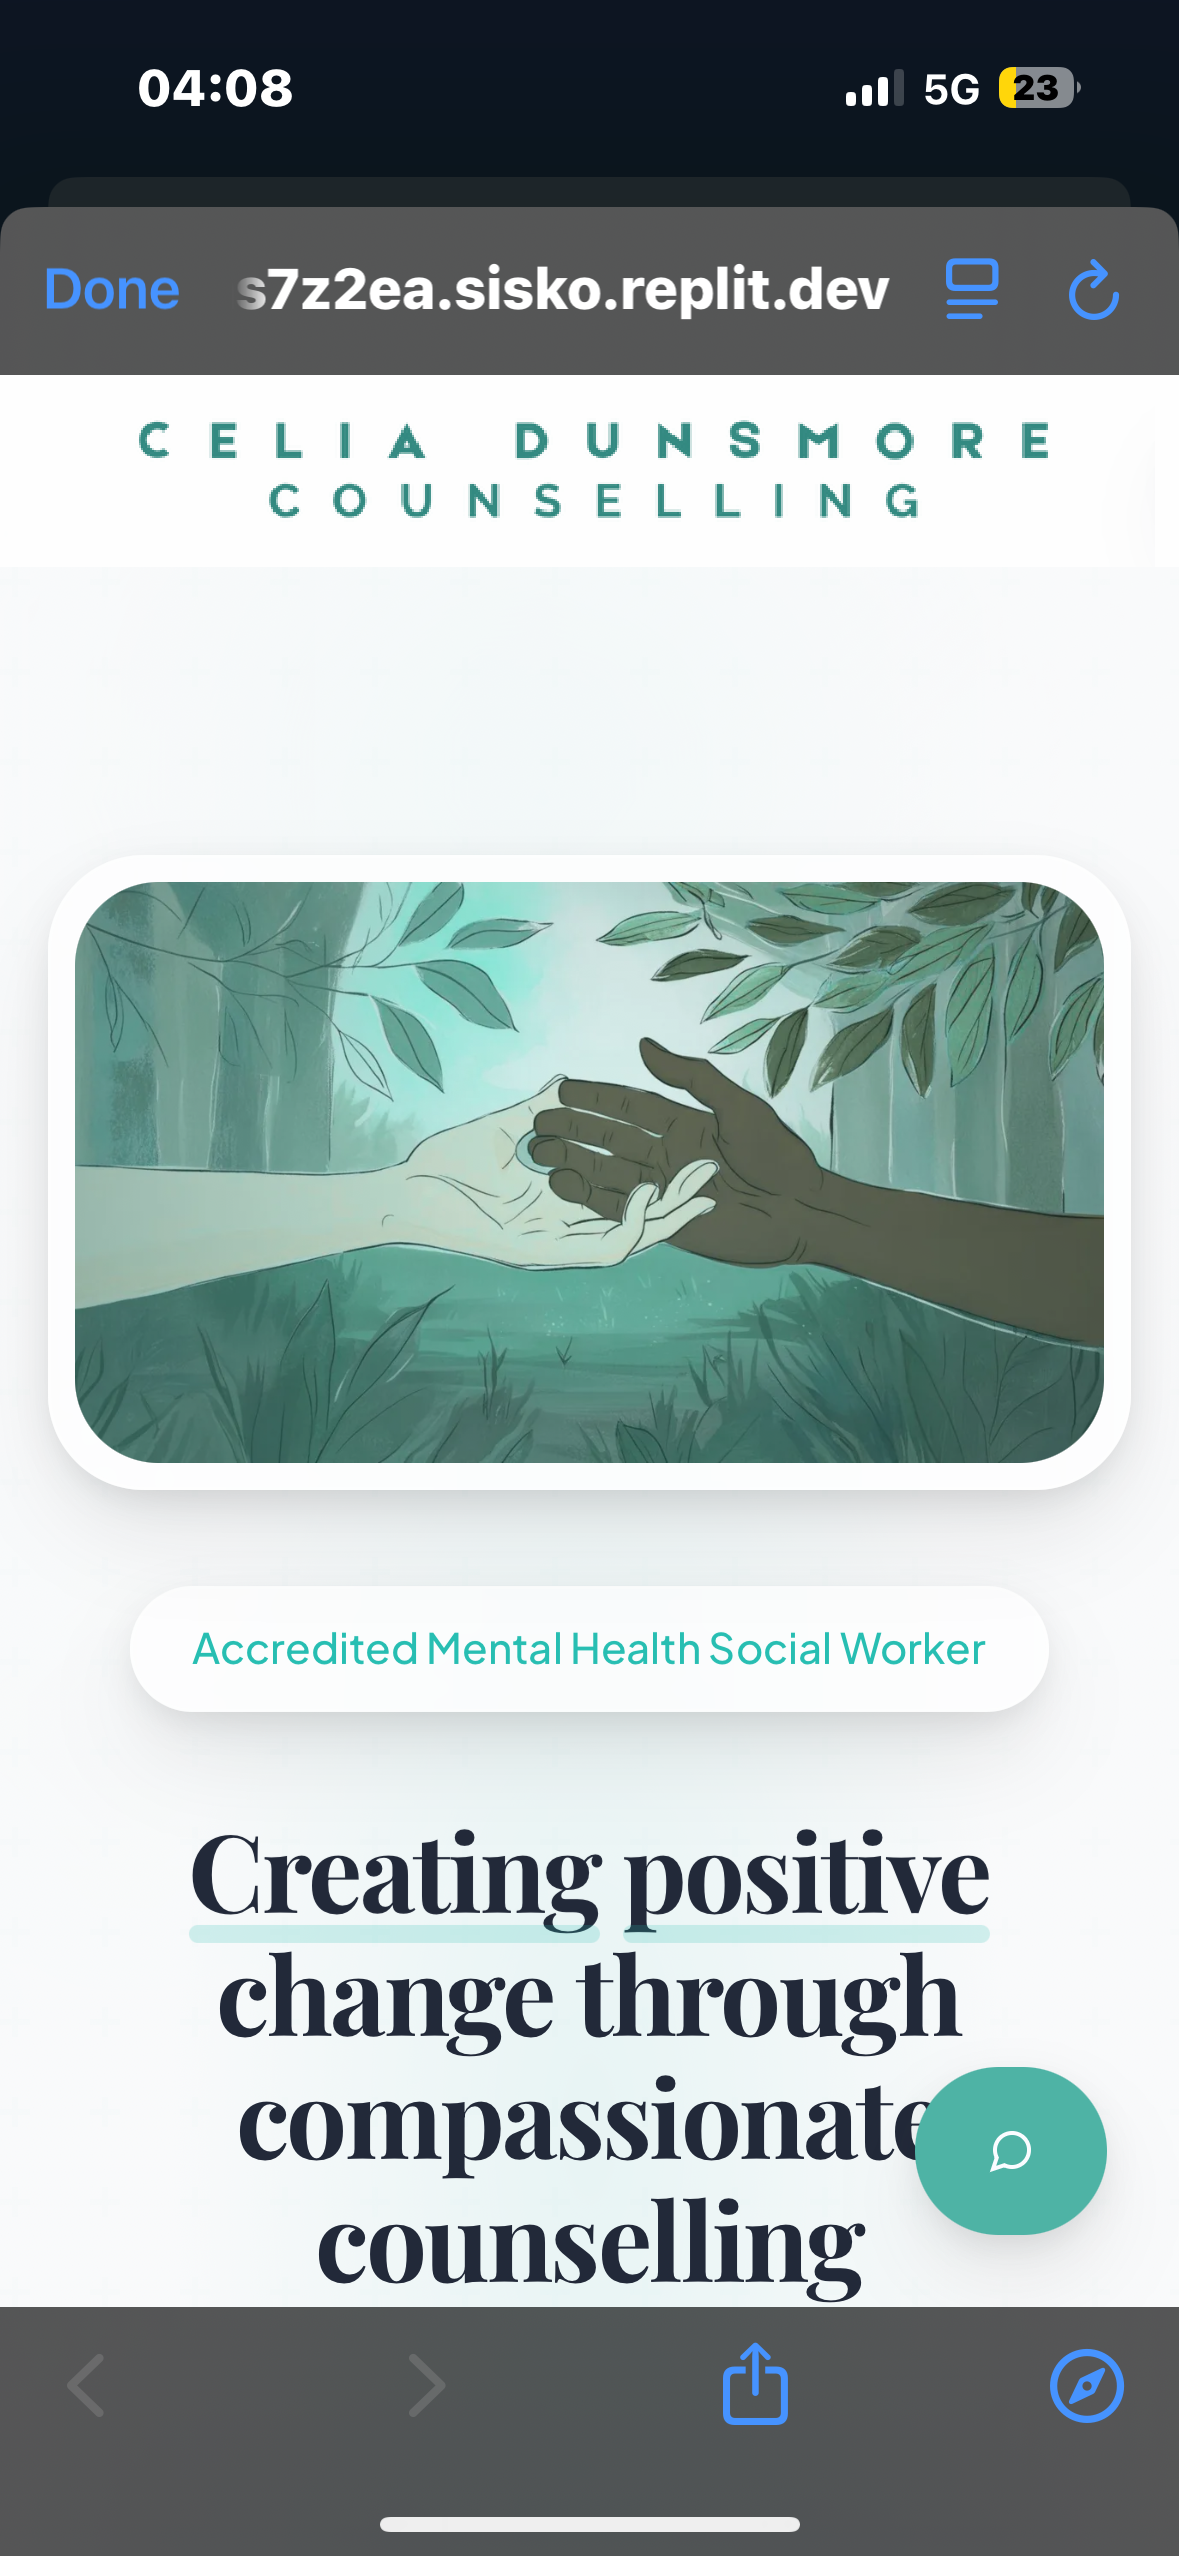 04:08
5G 23
Done s7z2ea.sisko.replit.dev
CELIA DUNSMORE
COUNSELLING
Accredited Mental Health Social Worker
Creating positive
change through
compassionate
counselling